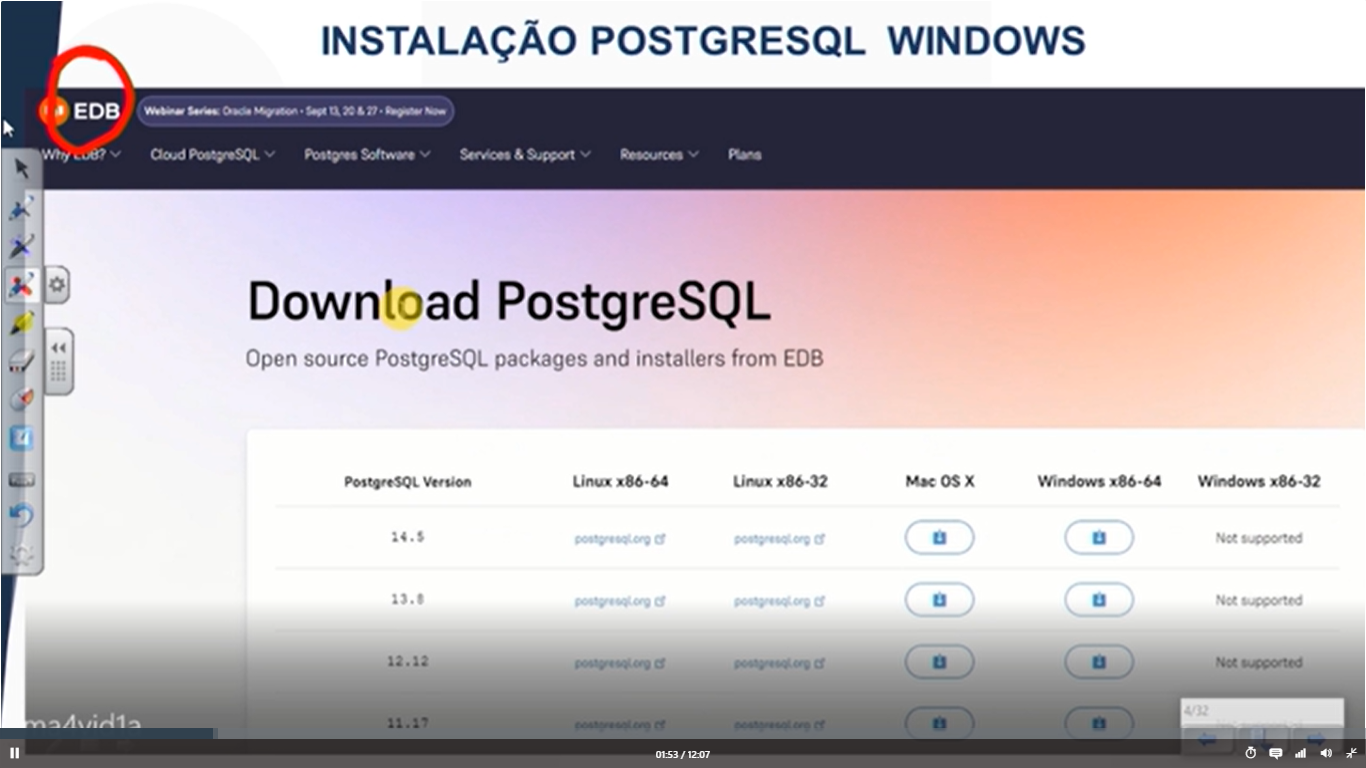 INSTALAÇÃO POSTGRESQL WINDOWS
EDB
Webinar Series: Oracle Migration • Sept 13, 20 & 27 • Register Now
Why EDB?
Cloud PostgreSQL
Postgres Software
Services & Support
Resources
Plans
Download PostgreSQL
Open source PostgreSQL packages and installers from EDB
PostgreSQL Version Linux x86-64 Linux x86-32 Mac OS X Windows x86-64 Windows x86-32
14.5 postgresql.org postgresql.org Not supported
13.8 postgresql.org postgresql.org Not supported
12.12 postgresql.org postgresql.org Not supported
11.17 postgresql.org postgresql.org Not supported
ma4vid1a
4/32
01:53 / 12:07